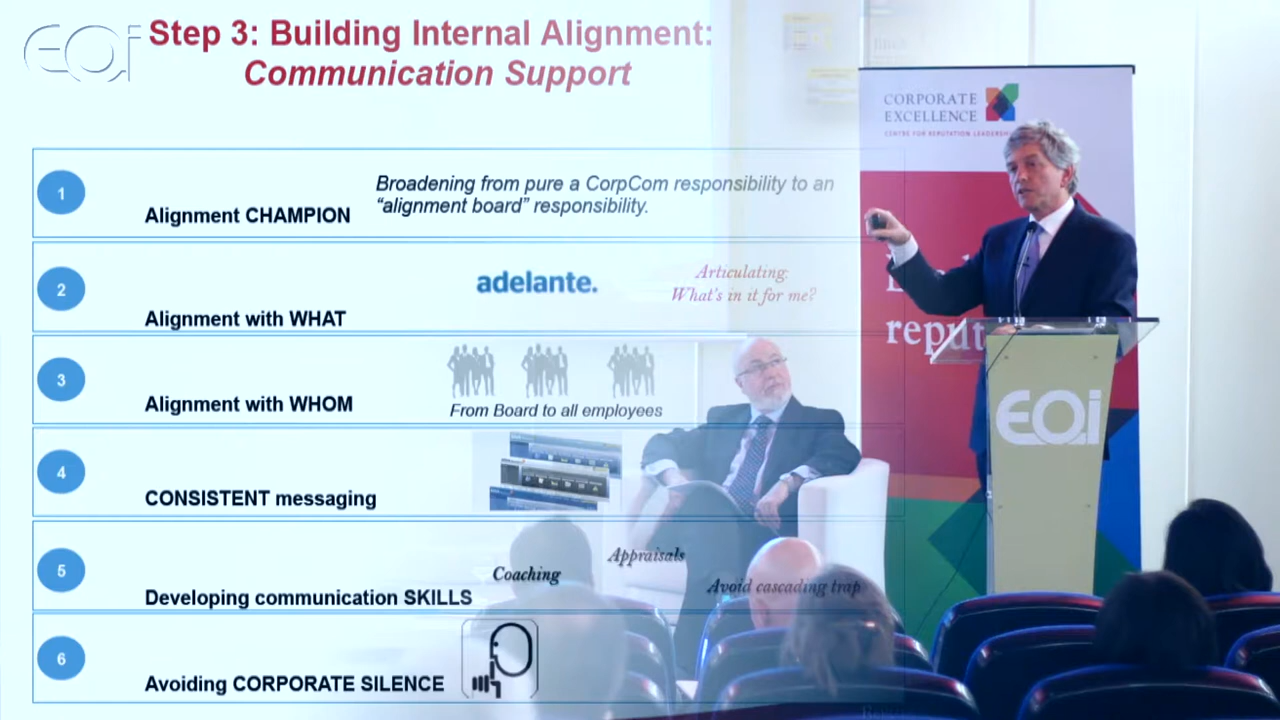 EOi
Step 3: Building Internal Alignment:
Communication Support
1
Alignment CHAMPION
Broadening from pure a CorpCom responsibility to an
“alignment board” responsibility.
2
Alignment with WHAT
adelante.
Articulating:
What's in it for me?
3
Alignment with WHOM
From Board to all employees
4
CONSISTENT messaging
5
Developing communication SKILLS
Coaching
Appraisals
Avoid cascading trap
6
Avoiding CORPORATE SILENCE
CORPORATE
EXCELLENCE
CENTRE FOR REPUTATION LEADERSHIP
EOi